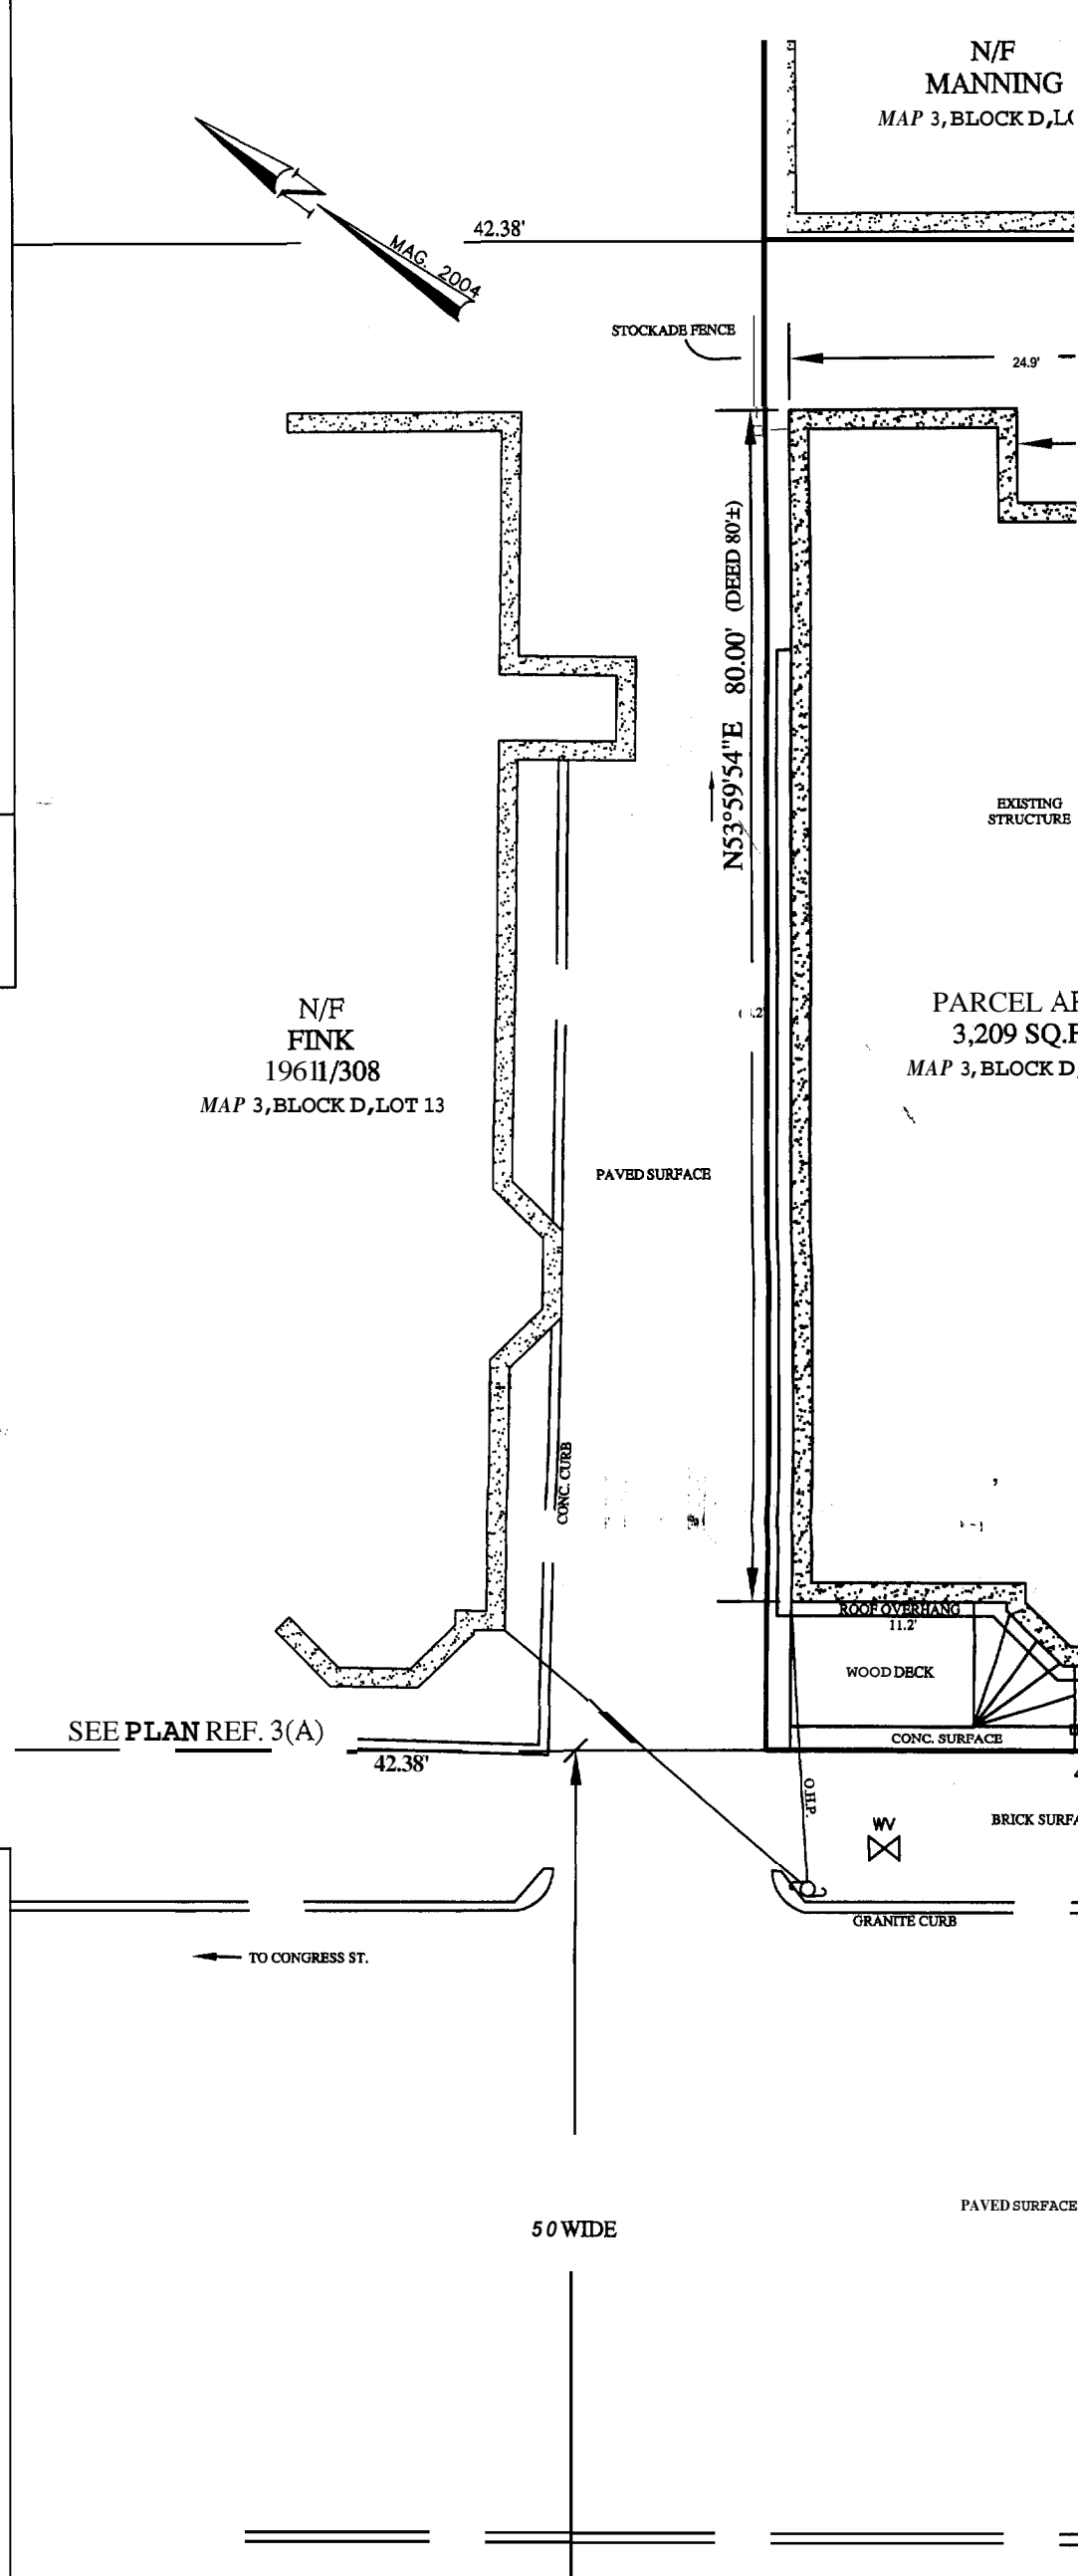 N/F
MANNING
MAP 3, BLOCK D,
42.38'
MAG. 2004
STOCKADE FENCE
24.9'
N53°59'54"E 80.00' (DEED 80'±)
EXISTING
STRUCTURE
N/F
FINK
19611/308
MAP 3, BLOCK D, LOT 13
PARCEL
3,209
MAP 3, BLOCK D,
PAVED SURFACE
CONC. CURB
ROOF OVERHANG
11.2'
WOOD DECK
SEE PLAN REF. 3(A)
CONC. SURFACE
42.38'
O.H.P.
WV
BRICK
GRANITE CURB
TO CONGRESS ST.
PAVED SURFACE
50 WIDE